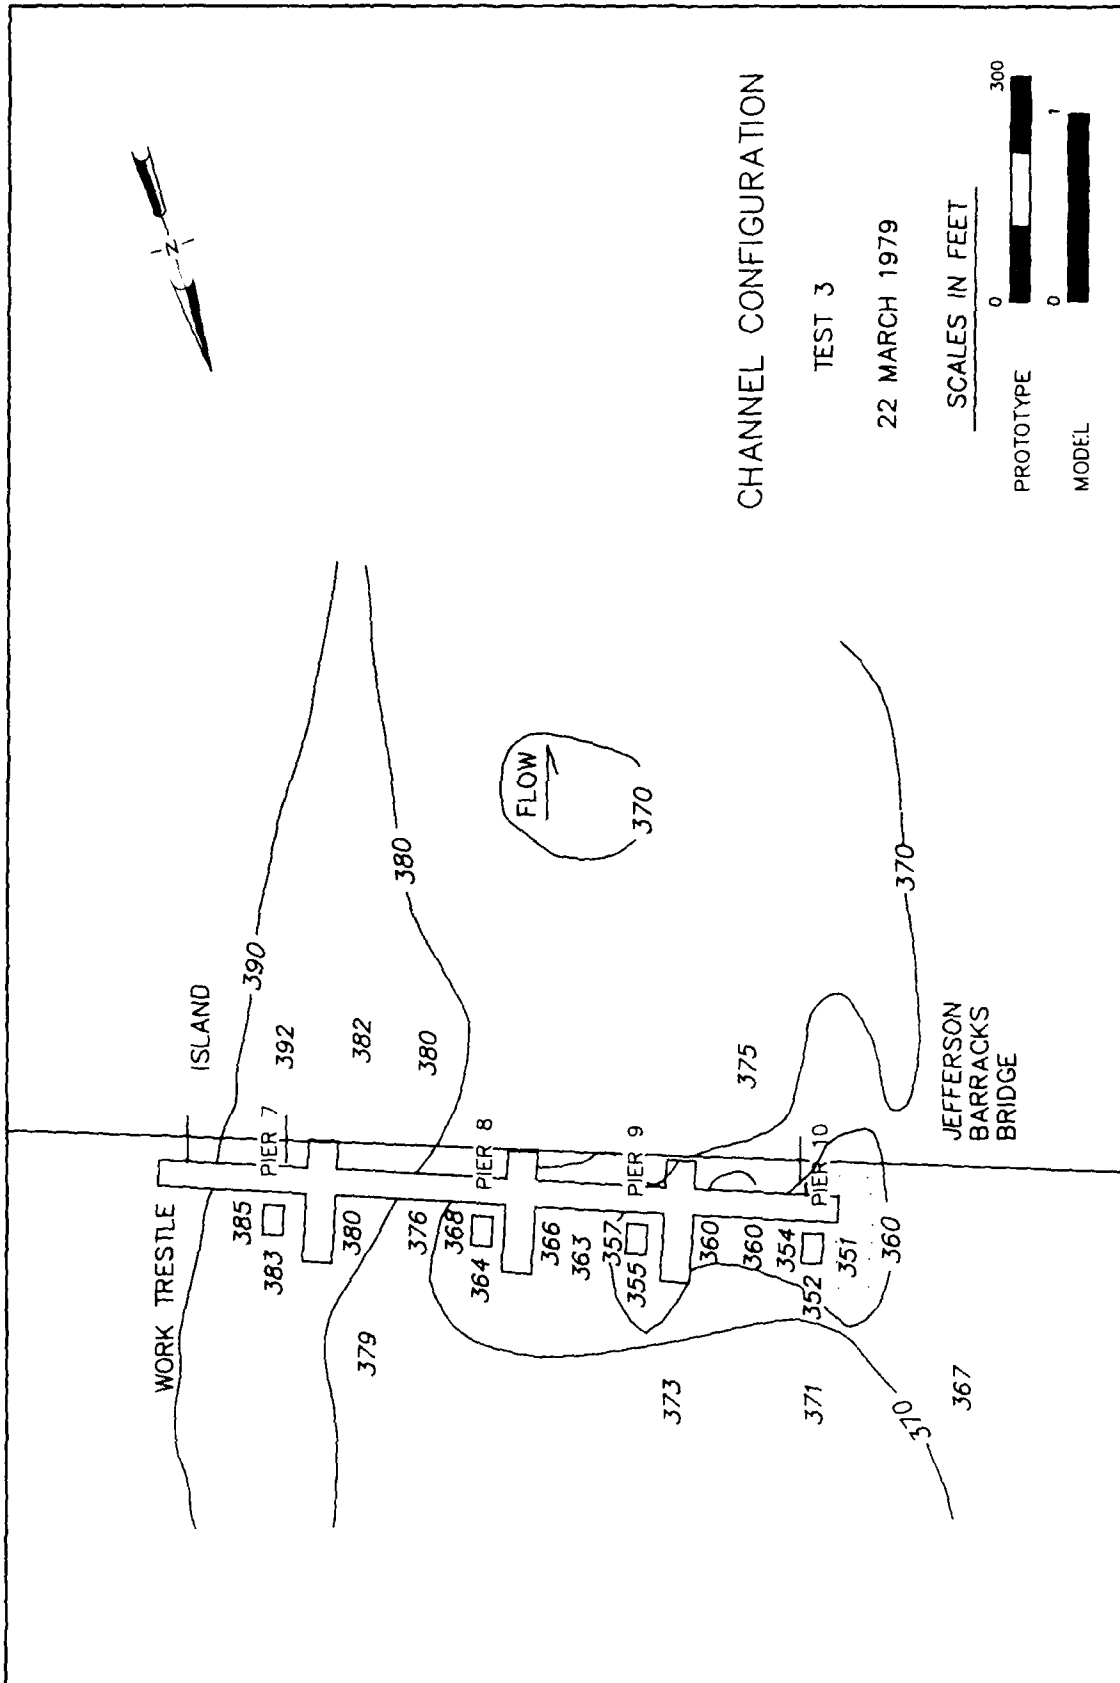 CHANNEL CONFIGURATION
TEST 3
22 MARCH 1979
SCALES IN FEET
PROTOTYPE
0
300
MODEL
0
1
N
WORK TRESTLE
ISLAND
390
392
382
380
380
FLOW
370
370
375
JEFFERSON
BARRACKS
BRIDGE
PIER 7
PIER 8
PIER 9
PIER 10
385
383
380
376
368
364
366
363
357
355
360
360
354
352
351
360
379
373
371
370
367